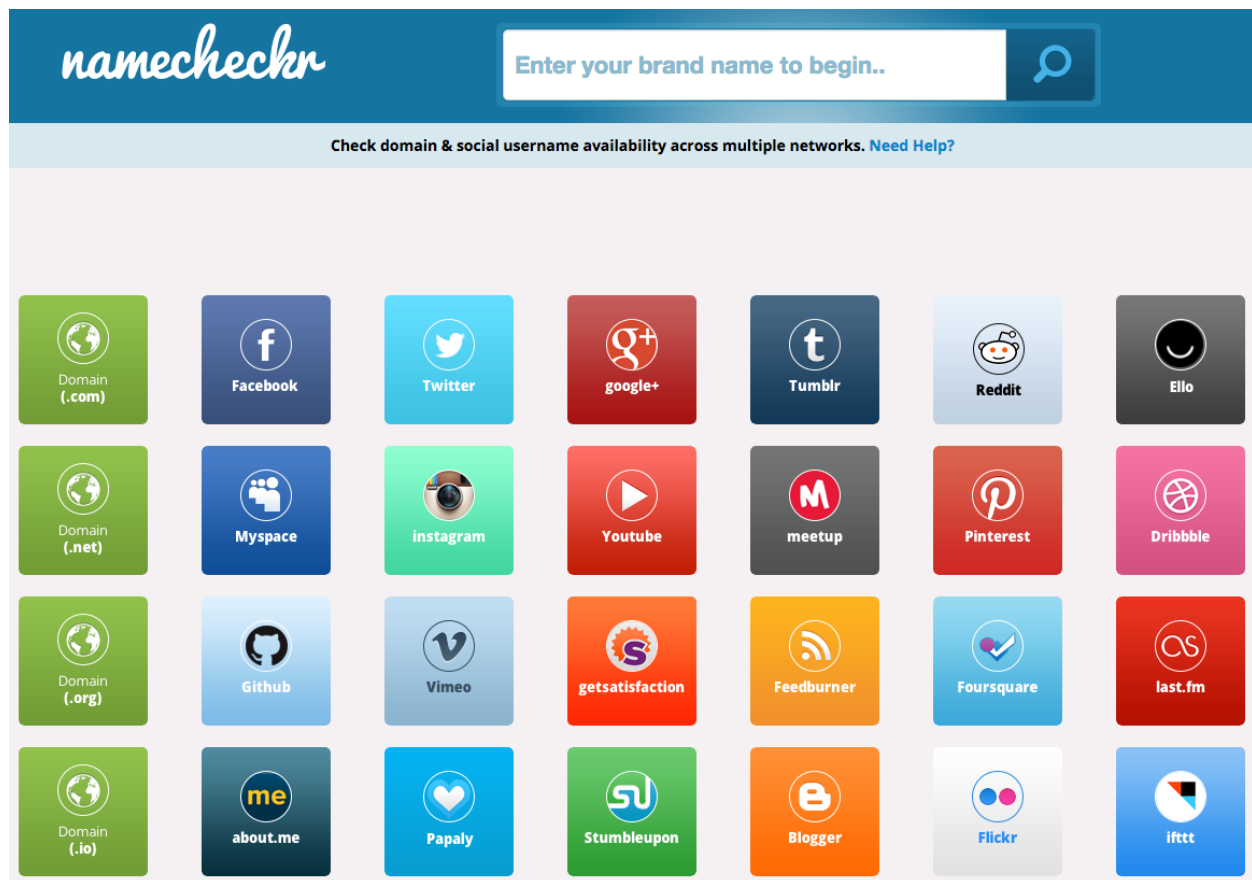 namecheckr
Enter your brand name to begin..
Check domain & social username availability across multiple networks. Need Help?
Domain
(.com)
Facebook
Twitter
google+
Tumblr
Reddit
Ello
Domain
(.net)
Myspace
instagram
Youtube
meetup
Pinterest
Dribbble
Domain
(.org)
Github
Vimeo
getsatisfaction
Feedburner
Foursquare
last.fm
Domain
(.io)
me
about.me
Papaly
Stumbleupon
Blogger
Flickr
ifttt